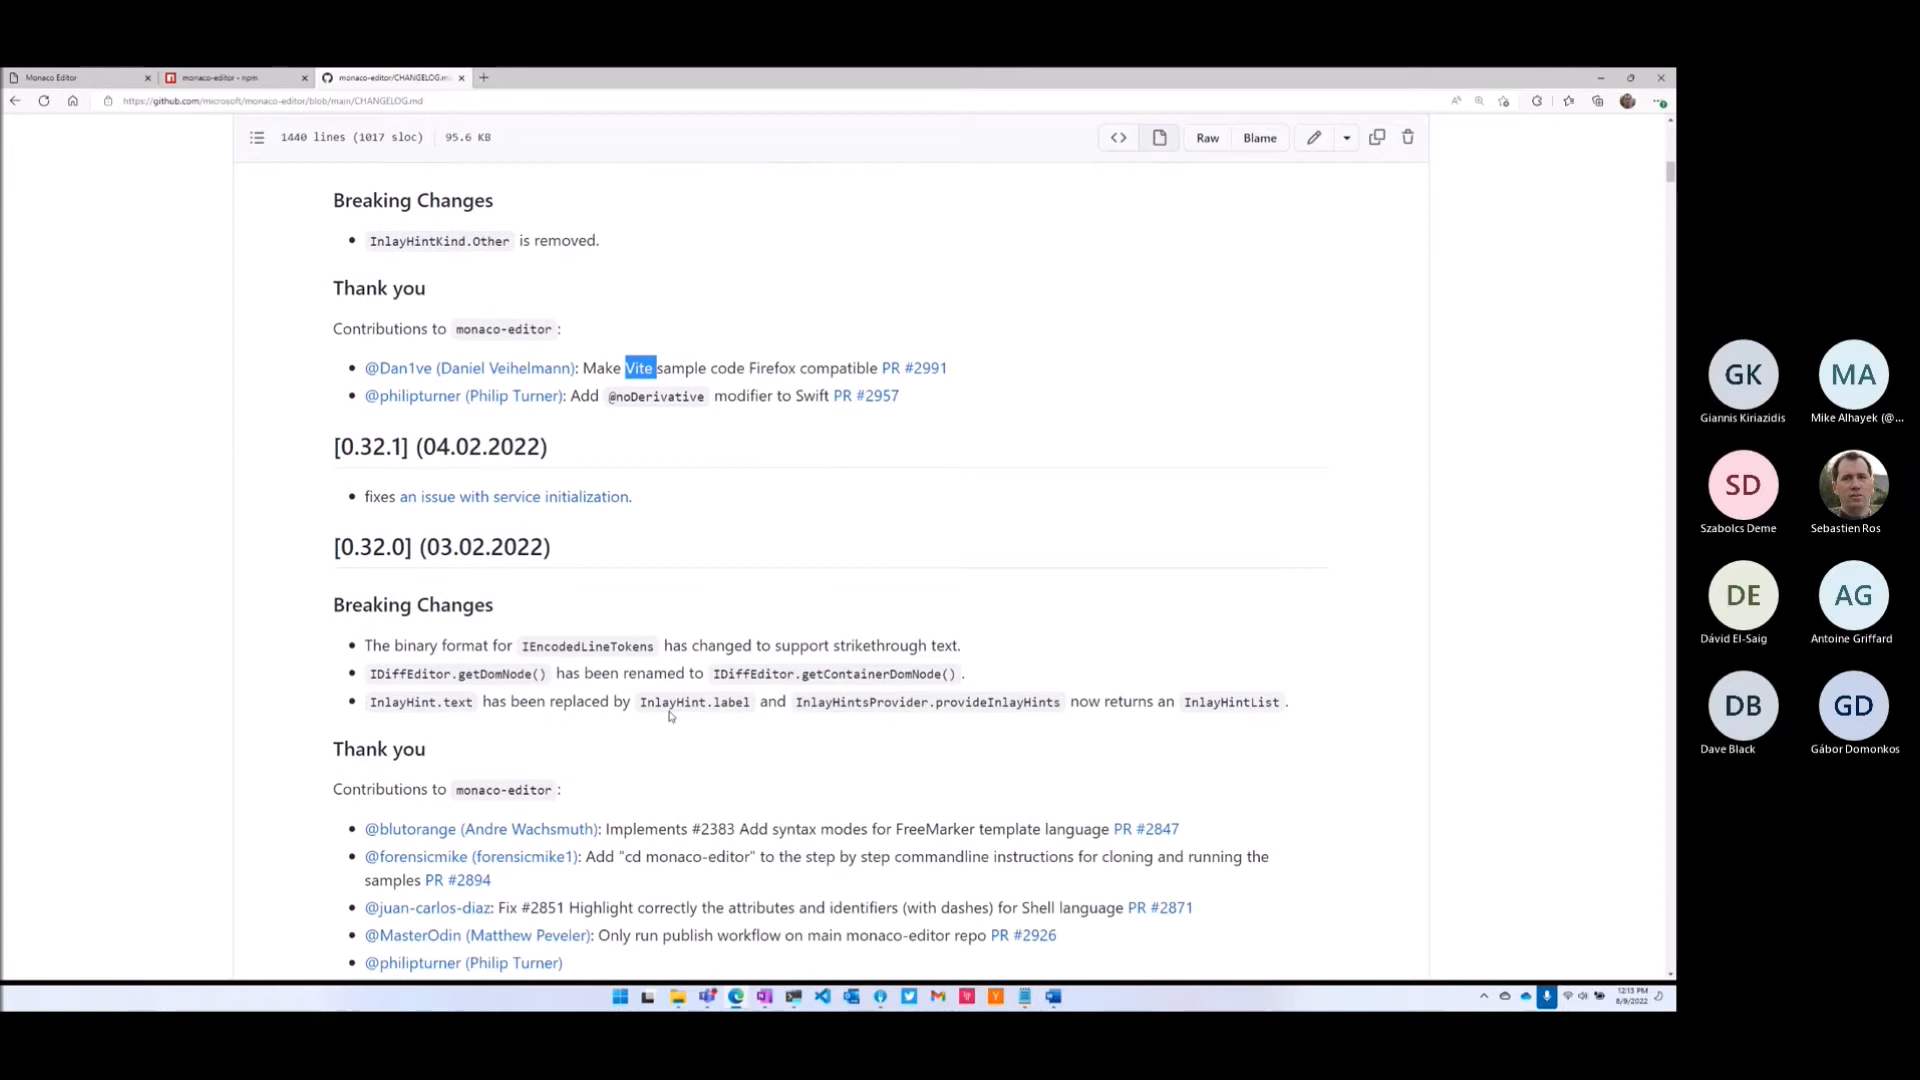 Monaco Editor
monaco-editor - npm
monaco-editor/CHANGELOG.m
https://github.com/microsoft/monaco-editor/blob/main/CHANGELOG.md
1440 lines (1017 sloc) 95.6 KB
Raw
Blame
Breaking Changes
InlayHintKind.Other is removed.
Thank you
Contributions to monaco-editor :
@Dan1ve (Daniel Veihelmann): Make Vite sample code Firefox compatible PR #2991
@philipturner (Philip Turner): Add @noDerivative modifier to Swift PR #2957
[0.32.1] (04.02.2022)
fixes an issue with service initialization.
[0.32.0] (03.02.2022)
Breaking Changes
The binary format for IEncodedLineTokens has changed to support strikethrough text.
IDiffEditor.getDomNode() has been renamed to IDiffEditor.getContainerDomNode() .
InlayHint.text has been replaced by InlayHint.label and InlayHintsProvider.provideInlayHints now returns an InlayHintList .
Thank you
Contributions to monaco-editor :
@blutorange (Andre Wachsmuth): Implements #2383 Add syntax modes for FreeMarker template language PR #2847
@forensicmike (forensicmike1): Add "cd monaco-editor" to the step by step commandline instructions for cloning and running the
samples PR #2894
@juan-carlos-diaz: Fix #2851 Highlight correctly the attributes and identifiers (with dashes) for Shell language PR #2871
@MasterOdin (Matthew Peveler): Only run publish workflow on main monaco-editor repo PR #2926
@philipturner (Philip Turner)
12:13 PM
8/9/2022
GK
Giannis Kiriazidis
MA
Mike Alhayek (@...
SD
Szabolcs Deme
Sebastien Ros
DE
Dávid El-Saig
AG
Antoine Griffard
DB
Dave Black
GD
Gábor Domonkos